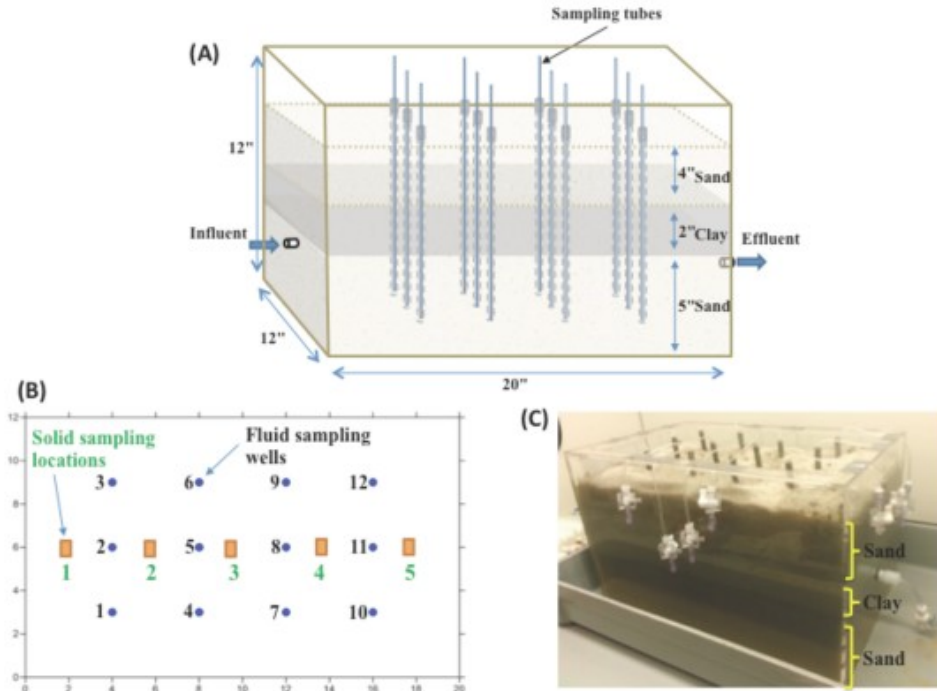 Sampling tubes
(A)
12"
4" Sand
2" Clay
Influent
Effluent
5" Sand
12"
20"
(B)
(C)
12
10
8
6
4
2
0
Solid sampling
locations
Fluid sampling
wells
3 6 9 12
2 5 8 11
1 2 3 4 5
1 4 7 10
0 2 4 6 8 10 12 14 16 18 20
Sand
Clay
Sand